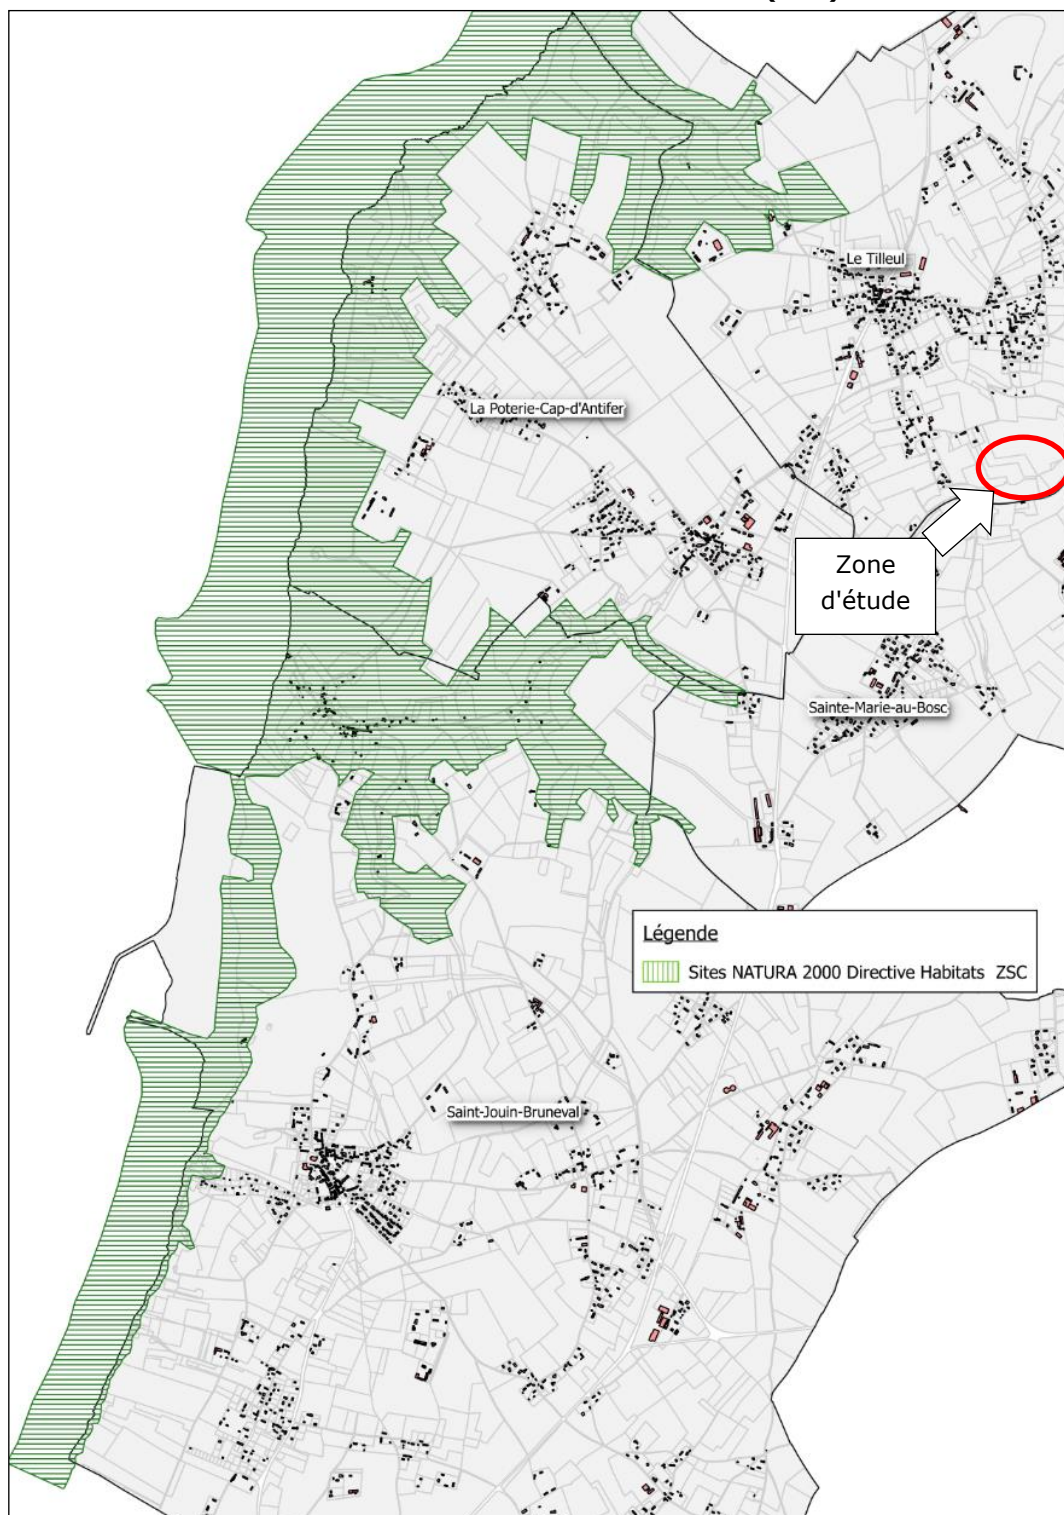 Le Tilleul
La Poterie-Cap-d'Antifer
Zone
d'étude
Sainte-Marie-au-Bosc
Légende
Sites NATURA 2000 Directive Habitats ZSC
Saint-Jouin-Bruneval